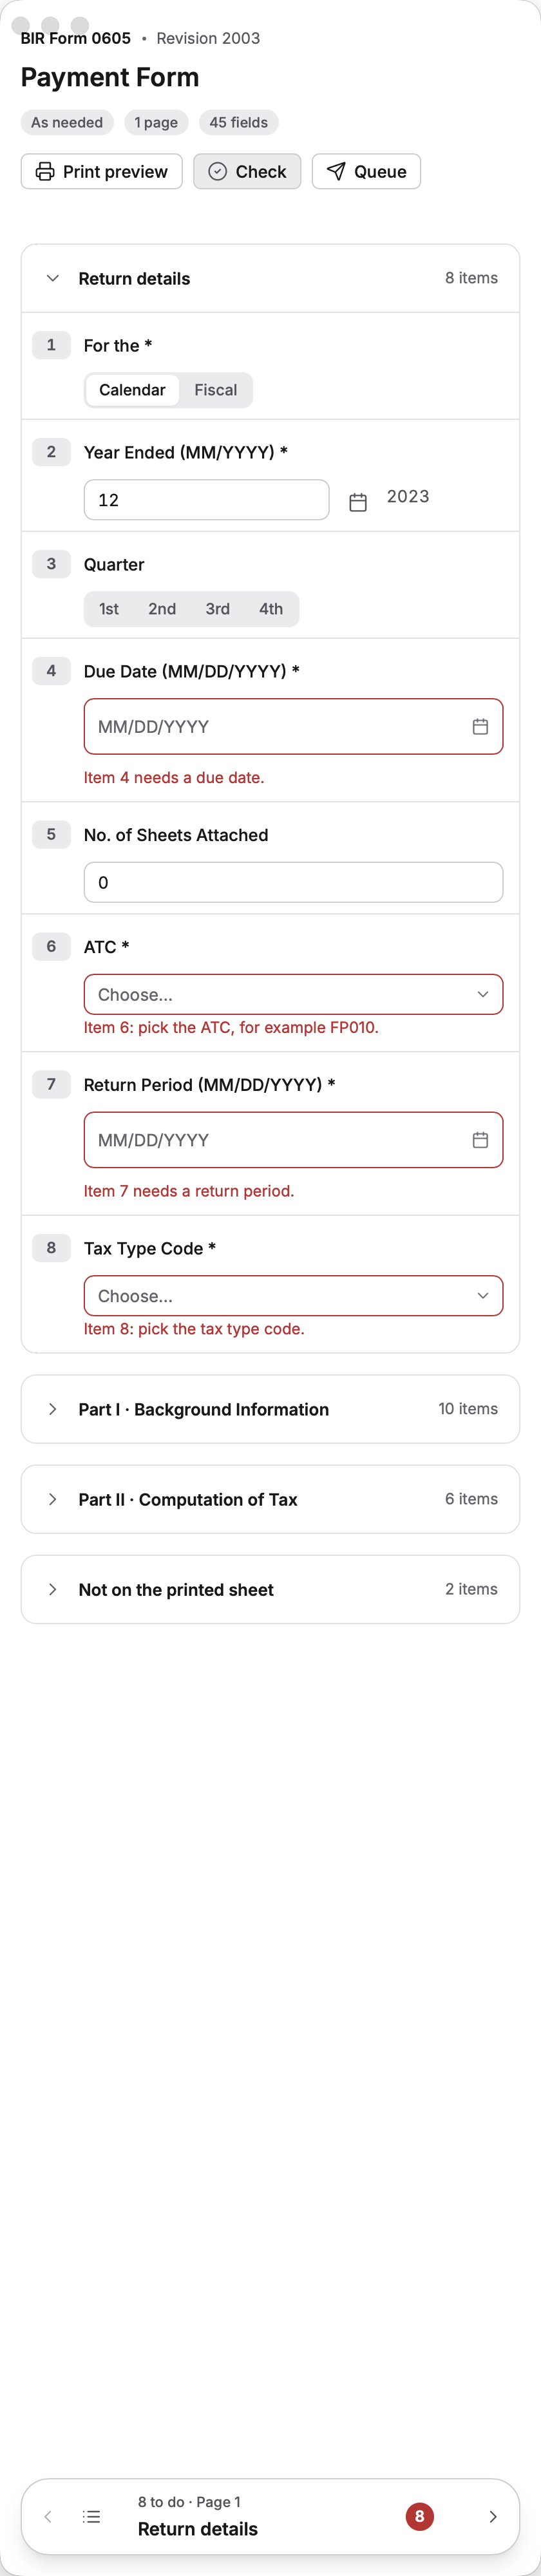 BIR Form 0605 • Revision 2003
Payment Form
As needed 1 page 45 fields
Print preview Check Queue
Return details 8 items
1 For the *
Calendar Fiscal
2 Year Ended (MM/YYYY) *
12 2023
3 Quarter
1st 2nd 3rd 4th
4 Due Date (MM/DD/YYYY) *
MM/DD/YYYY
Item 4 needs a due date.
5 No. of Sheets Attached
0
6 ATC *
Choose...
Item 6: pick the ATC, for example FP010.
7 Return Period (MM/DD/YYYY) *
MM/DD/YYYY
Item 7 needs a return period.
8 Tax Type Code *
Choose...
Item 8: pick the tax type code.
Part I · Background Information 10 items
Part II · Computation of Tax 6 items
Not on the printed sheet 2 items
8 to do · Page 1
Return details 8